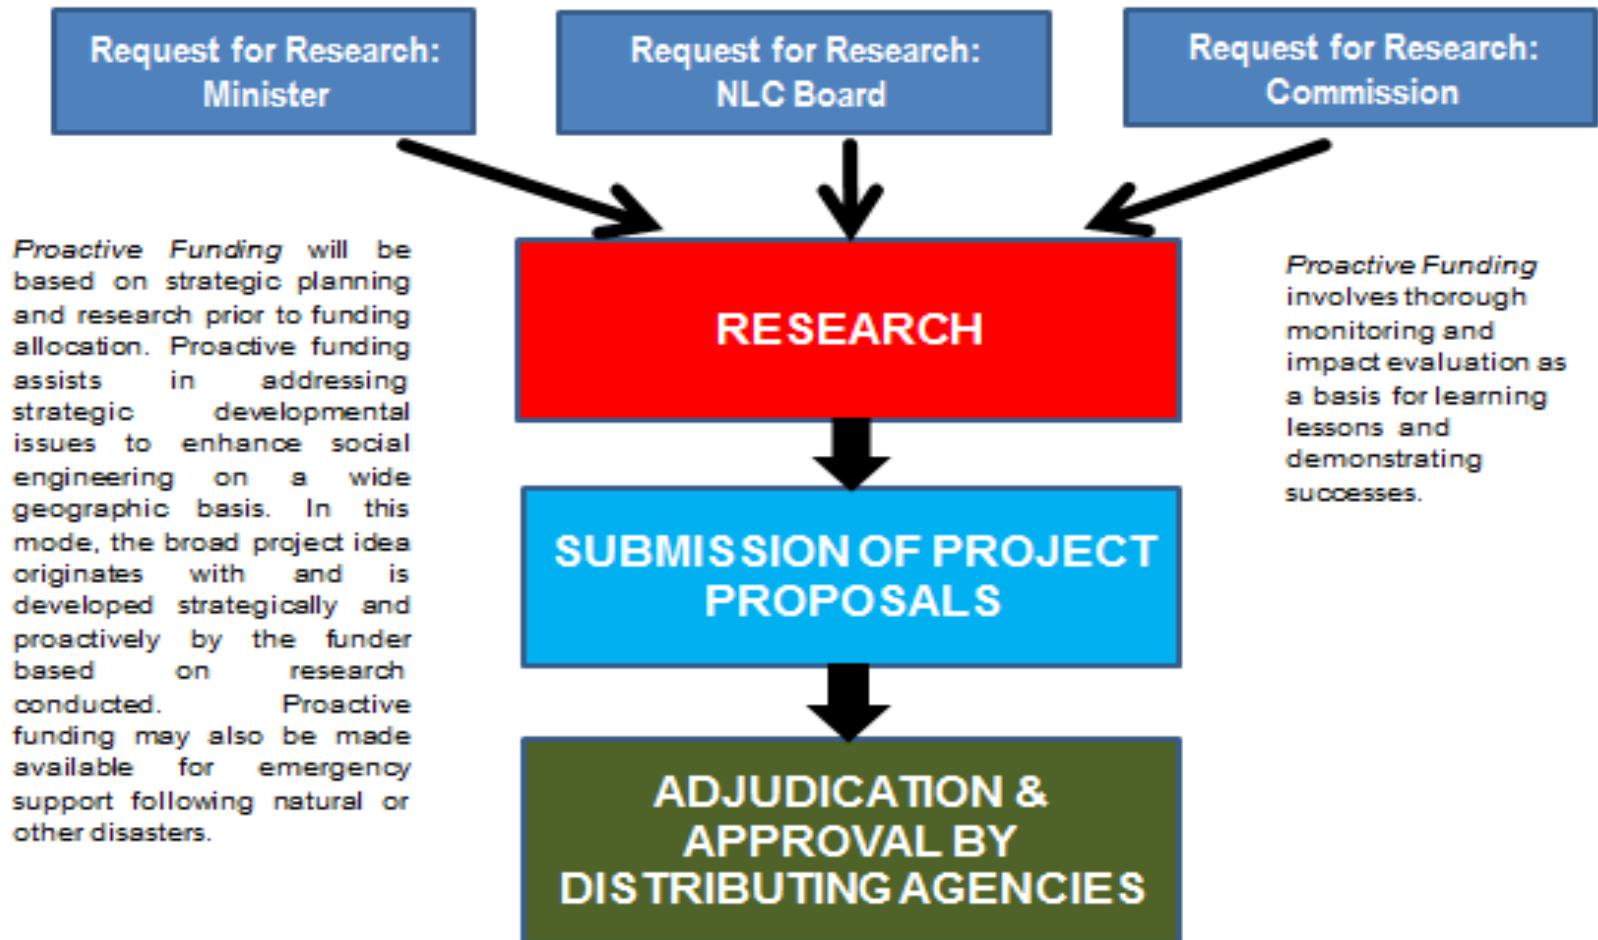 Request for Research:
Minister
Request for Research:
NLC Board
Request for Research:
Commission
Proactive Funding will be
based on strategic planning
and research prior to funding
allocation. Proactive funding
assists in addressing
strategic developmental
issues to enhance social
engineering on a wide
geographic basis. In this
mode, the broad project idea
originates with and is
developed strategically and
proactively by the funder
based on research
conducted. Proactive
funding may also be made
available for emergency
support following natural or
other disasters.
RESEARCH
SUBMISSION OF PROJECT
PROPOSALS
ADJUDICATION &
APPROVAL BY
DISTRIBUTING AGENCIES
Proactive Funding
involves thorough
monitoring and
impact evaluation as
a basis for learning
lessons and
demonstrating
successes.